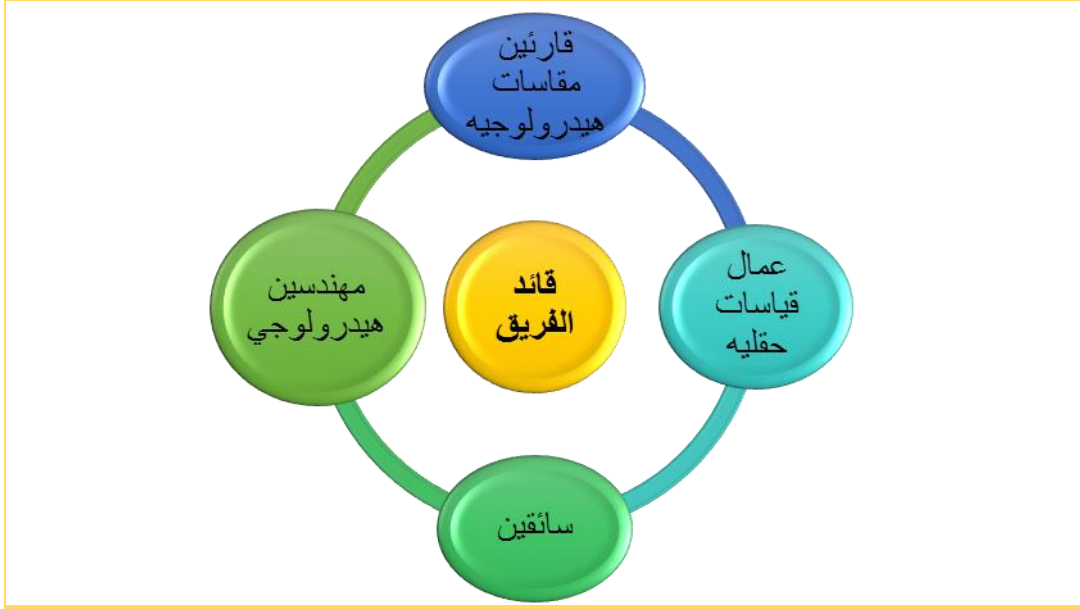 قارئين
مقاسات
هيدرولوجيه
عمال
قياسات
حقليه
قائد
الفريق
مهندسين
هيدرولوجي
سائقين